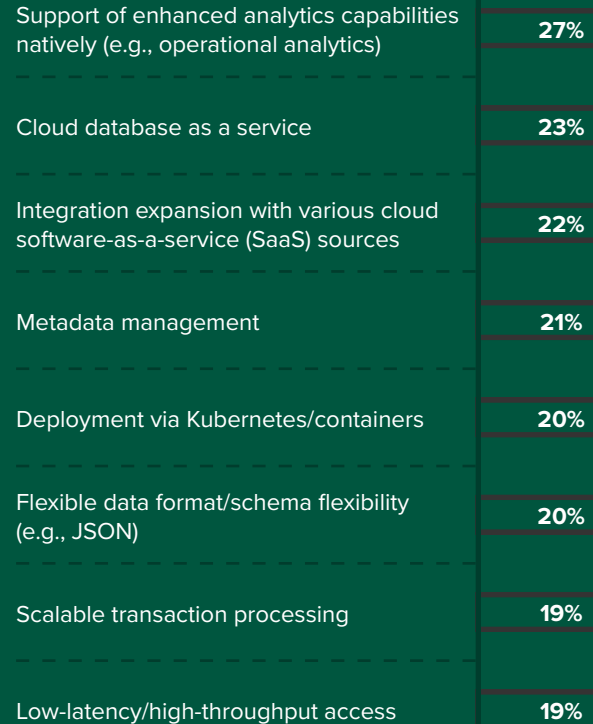 Support of enhanced analytics capabilities
natively (e.g., operational analytics)
27%
Cloud database as a service
23%
Integration expansion with various cloud
software-as-a-service (SaaS) sources
22%
Metadata management
21%
Deployment via Kubernetes/containers
20%
Flexible data format/schema flexibility
(e.g., JSON)
20%
Scalable transaction processing
19%
Low-latency/high-throughput access
19%